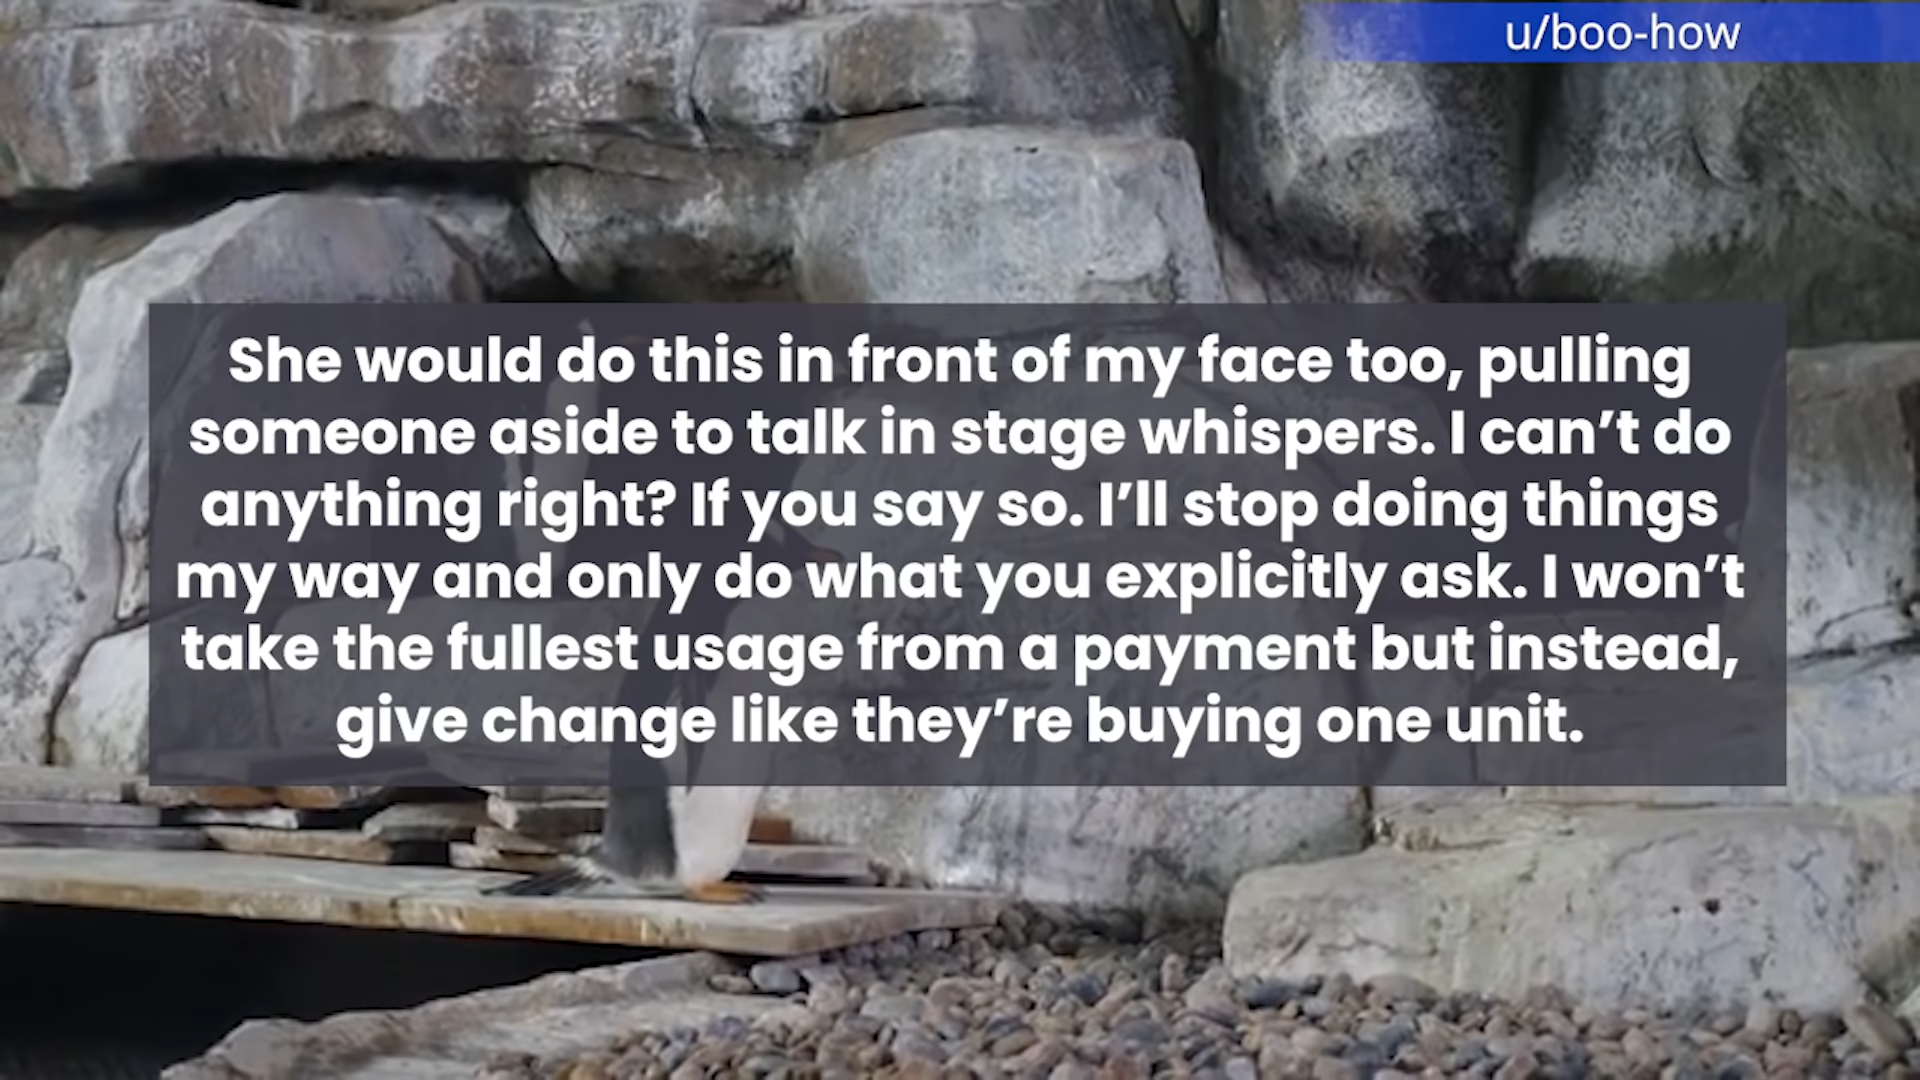 u/boo-how
She would do this in front of my face too, pulling
someone aside to talk in stage whispers. I can’t do
anything right? If you say so. I’ll stop doing things
my way and only do what you explicitly ask. I won’t
take the fullest usage from a payment but instead,
give change like they’re buying one unit.